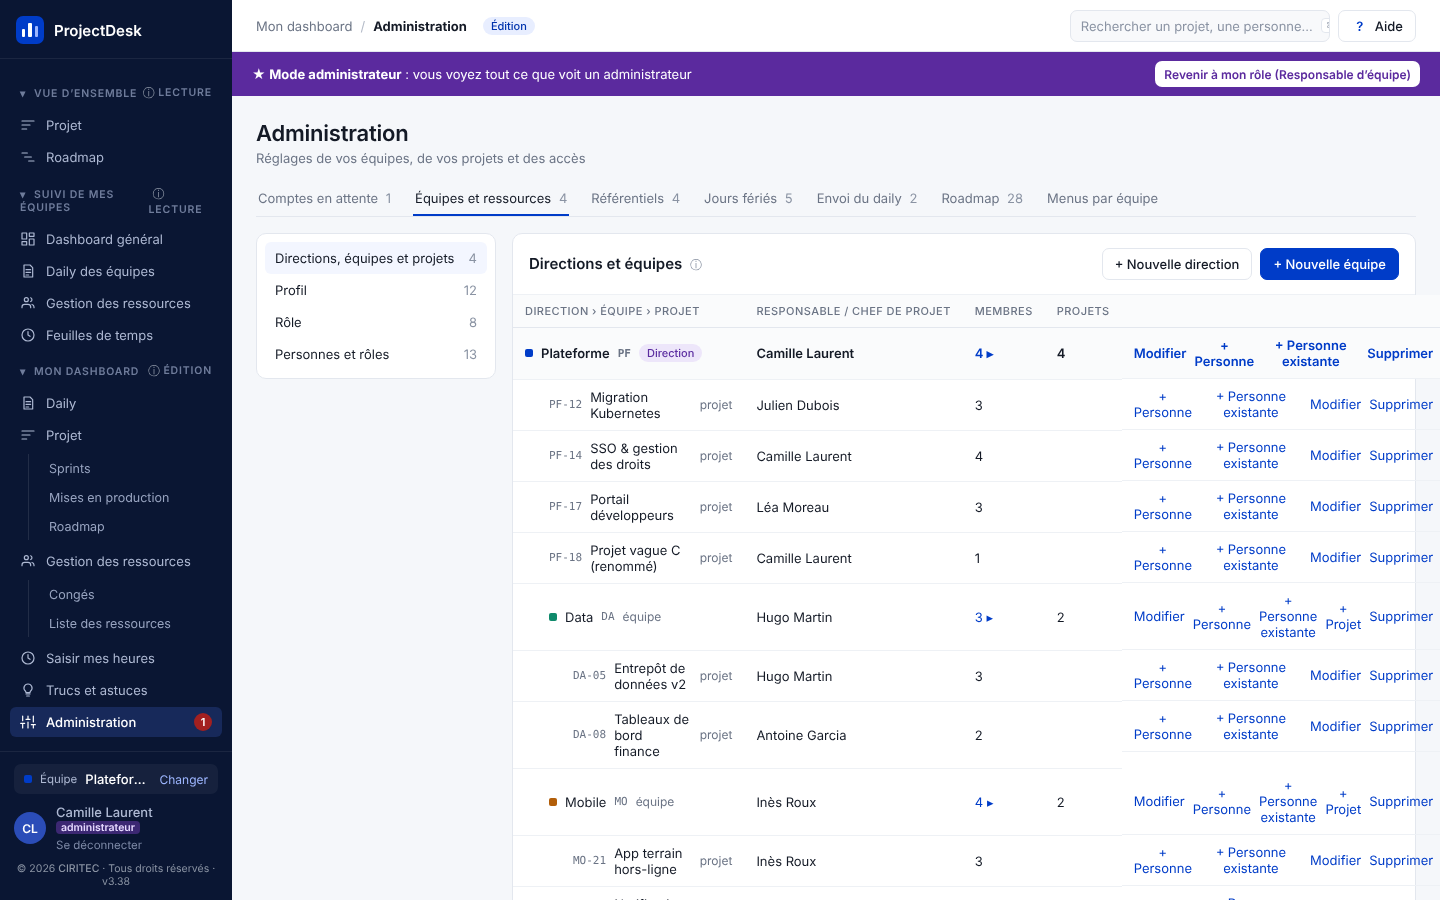 ProjectDesk
▾ VUE D'ENSEMBLE ⓘ LECTURE
Projet
Roadmap
▾ SUIVI DE MES ÉQUIPES ⓘ LECTURE
Dashboard général
Daily des équipes
Gestion des ressources
Feuilles de temps
▾ MON DASHBOARD ⓘ ÉDITION
Daily
Projet
Sprints
Mises en production
Roadmap
Gestion des ressources
Congés
Liste des ressources
Saisir mes heures
Trucs et astuces
Administration 1
Équipe Platefor... Changer
CL Camille Laurent
administrateur
Se déconnecter
© 2026 CIRITEC · Tous droits réservés ·
v3.38
Mon dashboard / Administration Édition
Rechercher un projet, une personne...
? Aide
★ Mode administrateur : vous voyez tout ce que voit un administrateur
Revenir à mon rôle (Responsable d'équipe)
Administration
Réglages de vos équipes, de vos projets et des accès
Comptes en attente 1 Équipes et ressources 4 Référentiels 4 Jours fériés 5 Envoi du daily 2 Roadmap 28 Menus par équipe
Directions, équipes et projets 4
Profil 12
Rôle 8
Personnes et rôles 13
Directions et équipes ⓘ
+ Nouvelle direction + Nouvelle équipe
DIRECTION › ÉQUIPE › PROJET RESPONSABLE / CHEF DE PROJET MEMBRES PROJETS
Plateforme PF Direction Camille Laurent 4 ▸ 4 Modifier + Personne + Personne existante Supprimer
PF-12 Migration Kubernetes projet Julien Dubois 3 + Personne + Personne existante Modifier Supprimer
PF-14 SSO & gestion des droits projet Camille Laurent 4 + Personne + Personne existante Modifier Supprimer
PF-17 Portail développeurs projet Léa Moreau 3 + Personne + Personne existante Modifier Supprimer
PF-18 Projet vague C (renommé) projet Camille Laurent 1 + Personne + Personne existante Modifier Supprimer
Data DA équipe Hugo Martin 3 ▸ 2 Modifier + Personne + Personne existante + Projet Supprimer
DA-05 Entrepôt de données v2 projet Hugo Martin 3 + Personne + Personne existante Modifier Supprimer
DA-08 Tableaux de bord finance projet Antoine Garcia 2 + Personne + Personne existante Modifier Supprimer
Mobile MO équipe Inès Roux 4 ▸ 2 Modifier + Personne + Personne existante + Projet Supprimer
MO-21 App terrain hors-ligne projet Inès Roux 3 + Personne + Personne existante Modifier Supprimer